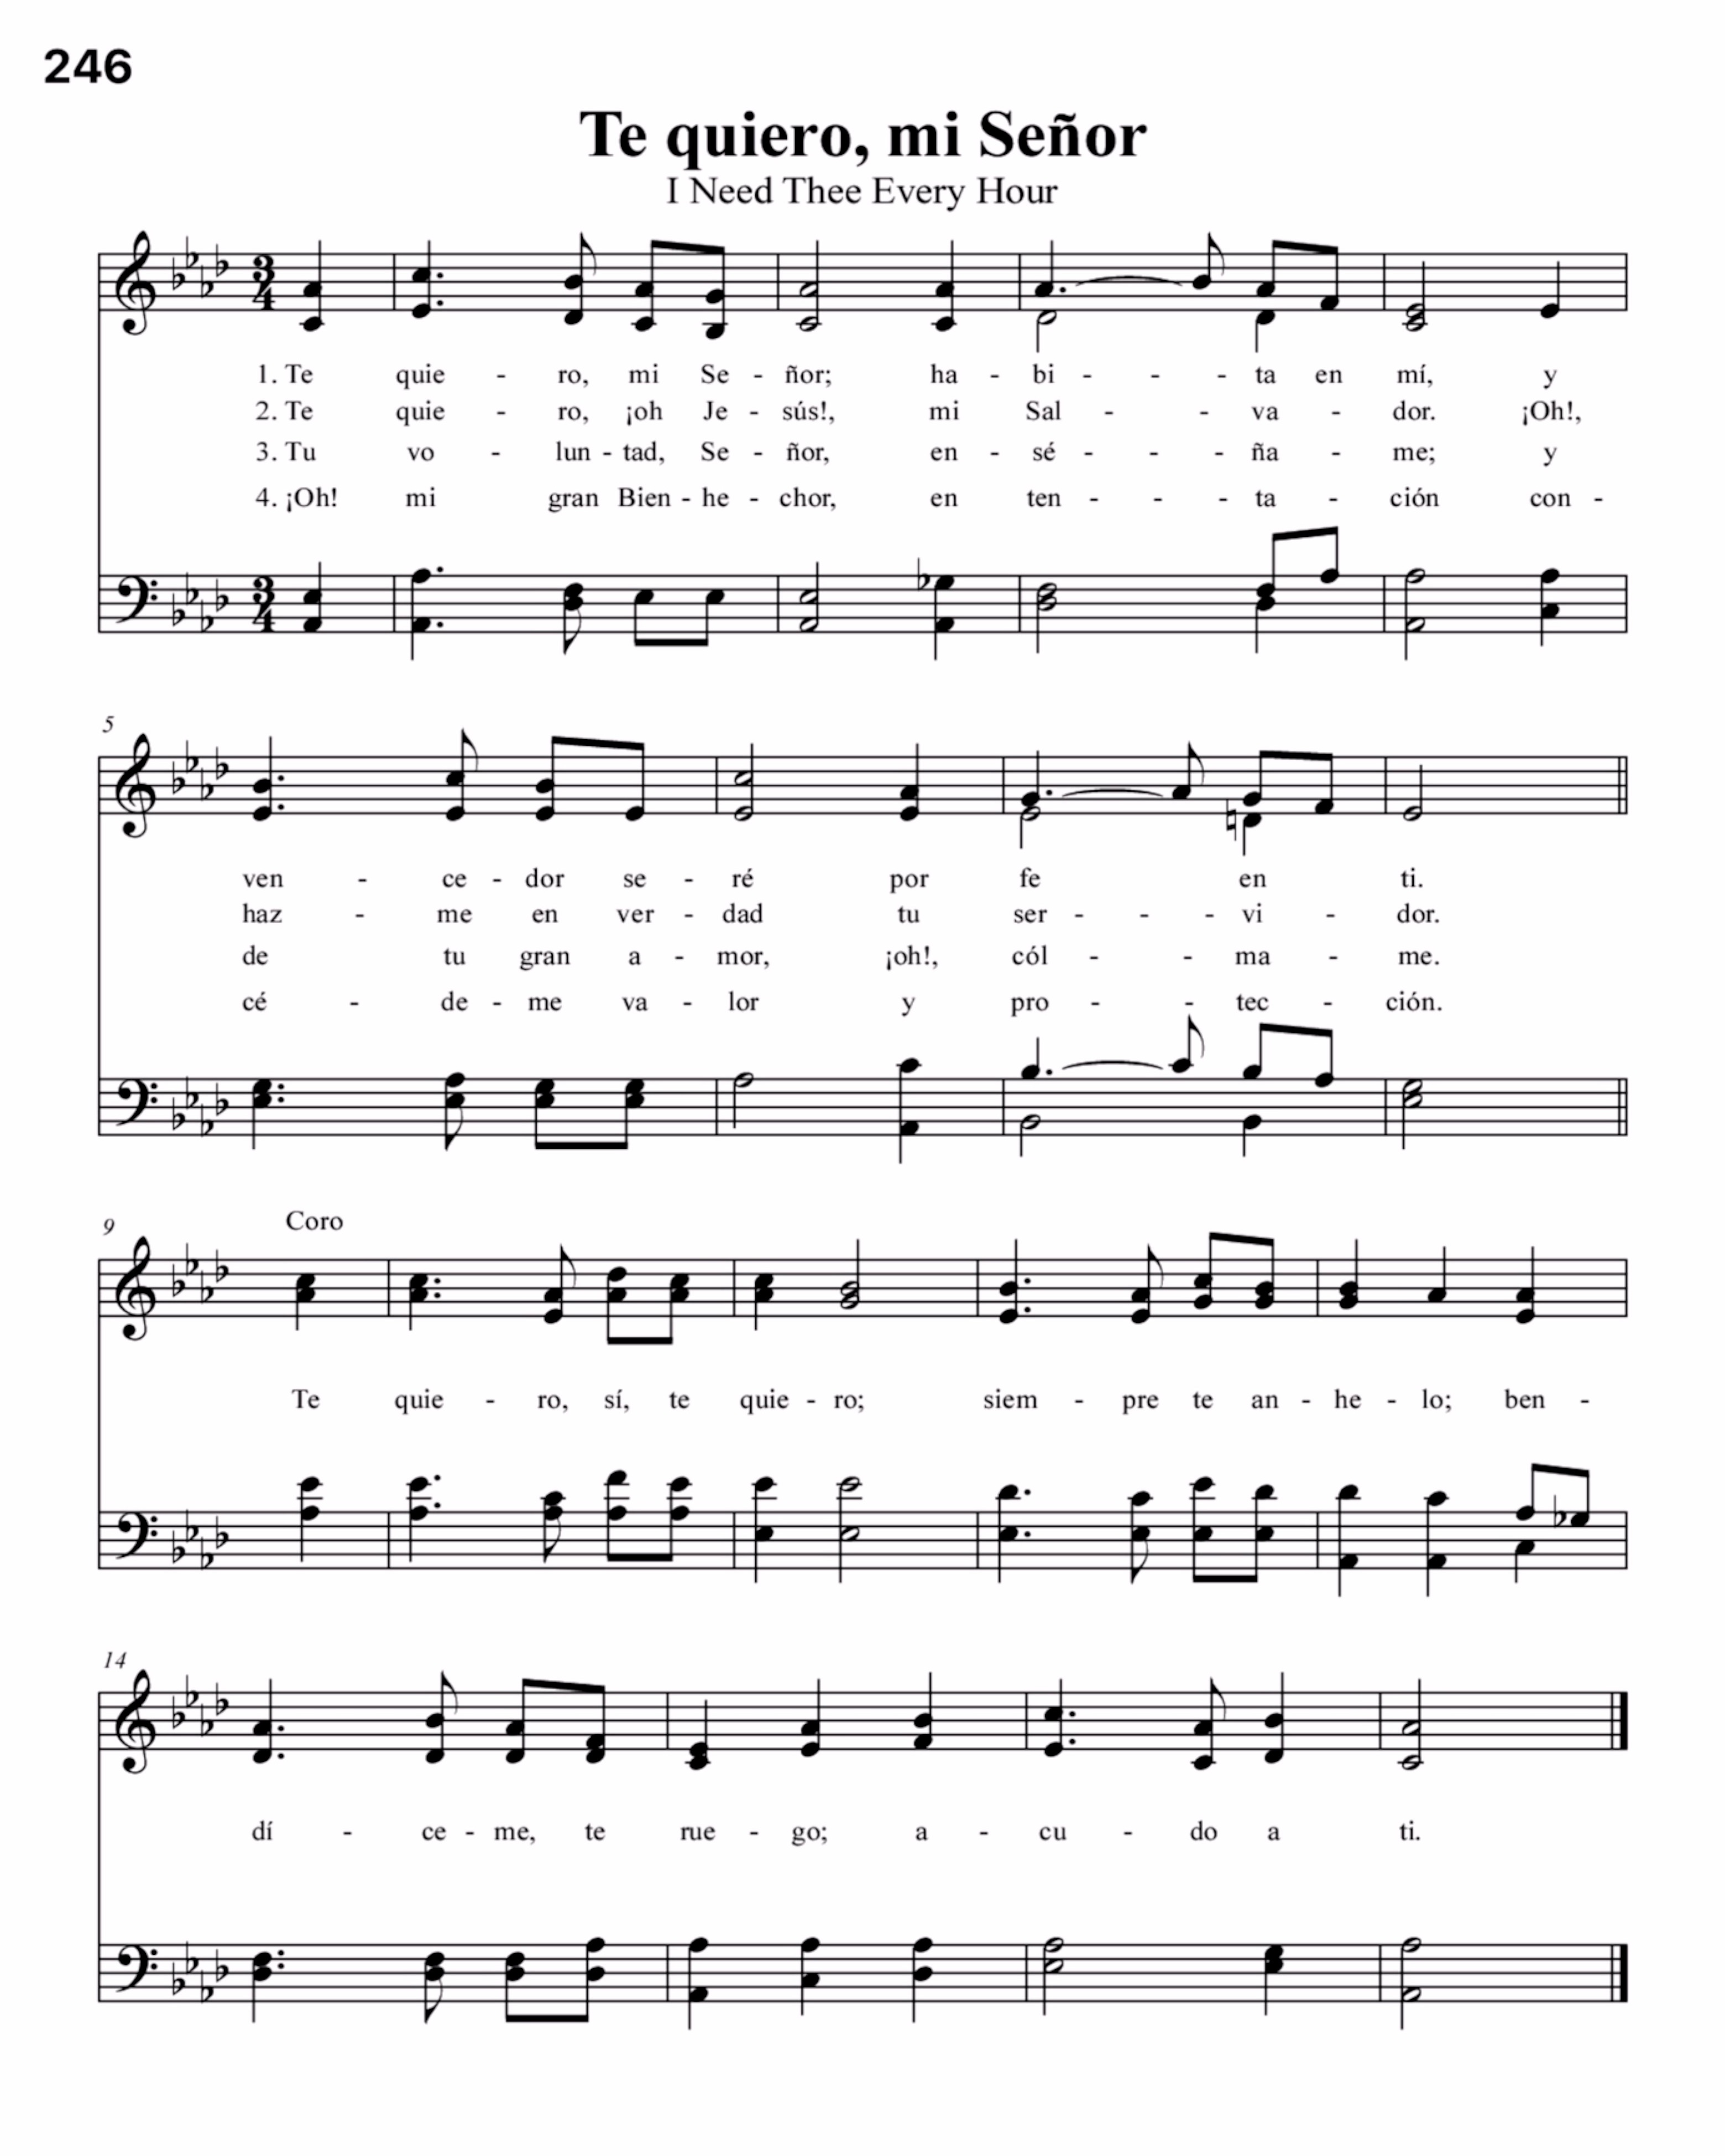 246
Te quiero, mi Señor
I Need Thee Every Hour
3
4
1. Te quie - ro, mi Se - ñor; ha - bi - - - ta en mí, y
2. Te quie - ro, ¡oh Je - sús!, mi Sal - - va - dor. ¡Oh!,
3. Tu vo - lun - tad, Se - ñor, en - sé - - - ña - me; y
4. ¡Oh! mi gran Bien - he - chor, en ten - - - ta - ción con -
3
4
5
ven - ce - dor se - ré por fe en ti.
haz - me en ver - dad tu ser - - - vi - dor.
de tu gran a - mor, ¡oh!, cól - - ma - me.
cé - de - me va - lor y pro - - tec - ción.
9
Coro
Te quie - ro, sí, te quie - ro; siem - pre te an - he - lo; ben -
14
dí - ce - me, te rue - go; a - cu - do a ti.